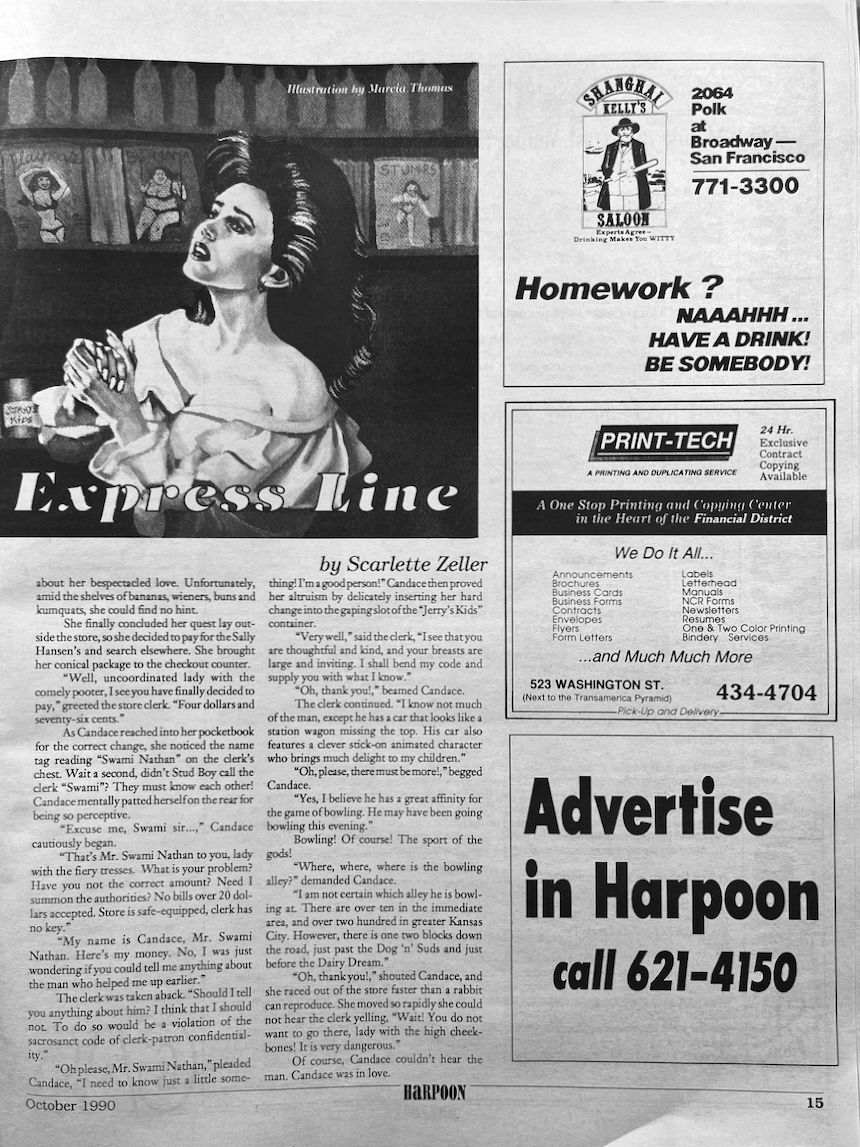 Illustration by Marcia Thomas
STUMPS
JERRY'S
KIDS
Express Line
by Scarlette Zeller
about her bespectacled love. Unfortunately,
amid the shelves of bananas, wieners, buns and
kumquats, she could find no hint.
She finally concluded her quest lay out-
side the store, so she decided to pay for the Sally
Hansen's and search elsewhere. She brought
her conical package to the checkout counter.
"Well, uncoordinated lady with the
comely pooter, I see you have finally decided to
pay," greeted the store clerk. "Four dollars and
seventy-six cents."
As Candace reached into her pocketbook
for the correct change, she noticed the name
tag reading "Swami Nathan" on the clerk's
chest. Wait a second, didn't Stud Boy call the
clerk "Swami"? They must know each other!
Candace mentally patted herself on the rear for
being so perceptive.
"Excuse me, Swami sir...," Candace
cautiously began.
"That's Mr. Swami Nathan to you, lady
with the fiery tresses. What is your problem?
Have you not the correct amount? Need I
summon the authorities? No bills over 20 dol-
lars accepted. Store is safe-equipped, clerk has
no key."
"My name is Candace, Mr. Swami
Nathan. Here's my money. No, I was just
wondering if you could tell me anything about
the man who helped me up earlier."
The clerk was taken aback. "Should I tell
you anything about him? I think that I should
not. To do so would be a violation of the
sacrosanct code of clerk-patron confidential-
ity."
"Oh please, Mr. Swami Nathan," pleaded
Candace, "I need to know just a little some-
thing! I'm a good person!" Candace then proved
her altruism by delicately inserting her hard
change into the gaping slot of the "Jerry's Kids"
container.
"Very well," said the clerk, "I see that you
are thoughtful and kind, and your breasts are
large and inviting. I shall bend my code and
supply you with what I know."
"Oh, thank you!," beamed Candace.
The clerk continued. "I know not much
of the man, except he has a car that looks like a
station wagon missing the top. His car also
features a clever stick-on animated character
who brings much delight to my children."
"Oh, please, there must be more!," begged
Candace.
"Yes, I believe he has a great affinity for
the game of bowling. He may have been going
bowling this evening."
Bowling! Of course! The sport of the
gods!
"Where, where, where is the bowling
alley?" demanded Candace.
"I am not certain which alley he is bowl-
ing at. There are over ten in the immediate
area, and over two hundred in greater Kansas
City. However, there is one two blocks down
the road, just past the Dog 'n' Suds and just
before the Dairy Dream."
"Oh, thank you!," shouted Candace, and
she raced out of the store faster than a rabbit
can reproduce. She moved so rapidly she could
not hear the clerk yelling, "Wait! You do not
want to go there, lady with the high cheek-
bones! It is very dangerous."
Of course, Candace couldn't hear the
man. Candace was in love.
SHANGHAI
KELLY'S
SALOON
Experts Agree –
Drinking Makes You WITTY
2064
Polk
at
Broadway —
San Francisco
771-3300
Homework ?
NAAAHHH ...
HAVE A DRINK!
BE SOMEBODY!
PRINT-TECH
A PRINTING AND DUPLICATING SERVICE
24 Hr.
Exclusive
Contract
Copying
Available
A One Stop Printing and Copying Center
in the Heart of the Financial District
We Do It All...
Announcements
Brochures
Business Cards
Business Forms
Contracts
Envelopes
Flyers
Form Letters
Labels
Letterhead
Manuals
NCR Forms
Newsletters
Resumes
One & Two Color Printing
Bindery Services
...and Much Much More
523 WASHINGTON ST.
(Next to the Transamerica Pyramid)
434-4704
Pick-Up and Delivery
Advertise
in Harpoon
call 621-4150
October 1990
HARPOON
15